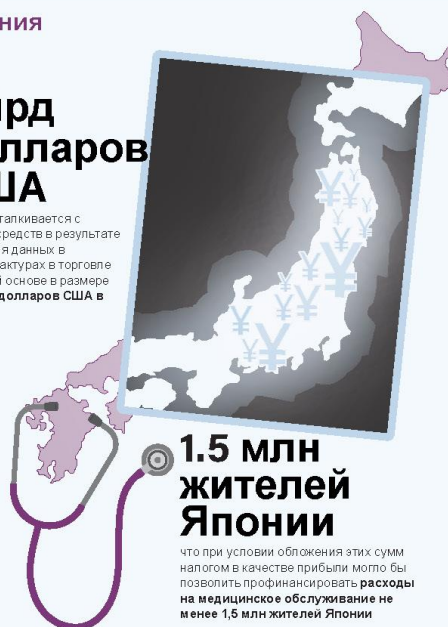 ния
рд
лларов
ША
талкивается с
редств в результате
я данных в
актурах в торговле
й основе в размере
долларов США в
¥ ¥ ¥ ¥ ¥ ¥ ¥ ¥ ¥ ¥ ¥ ¥
1.5 млн
жителей
Японии
что при условии обложения этих сумм
налогом в качестве прибыли могло бы
позволить профинансировать расходы
на медицинское обслуживание не
менее 1,5 млн жителей Японии